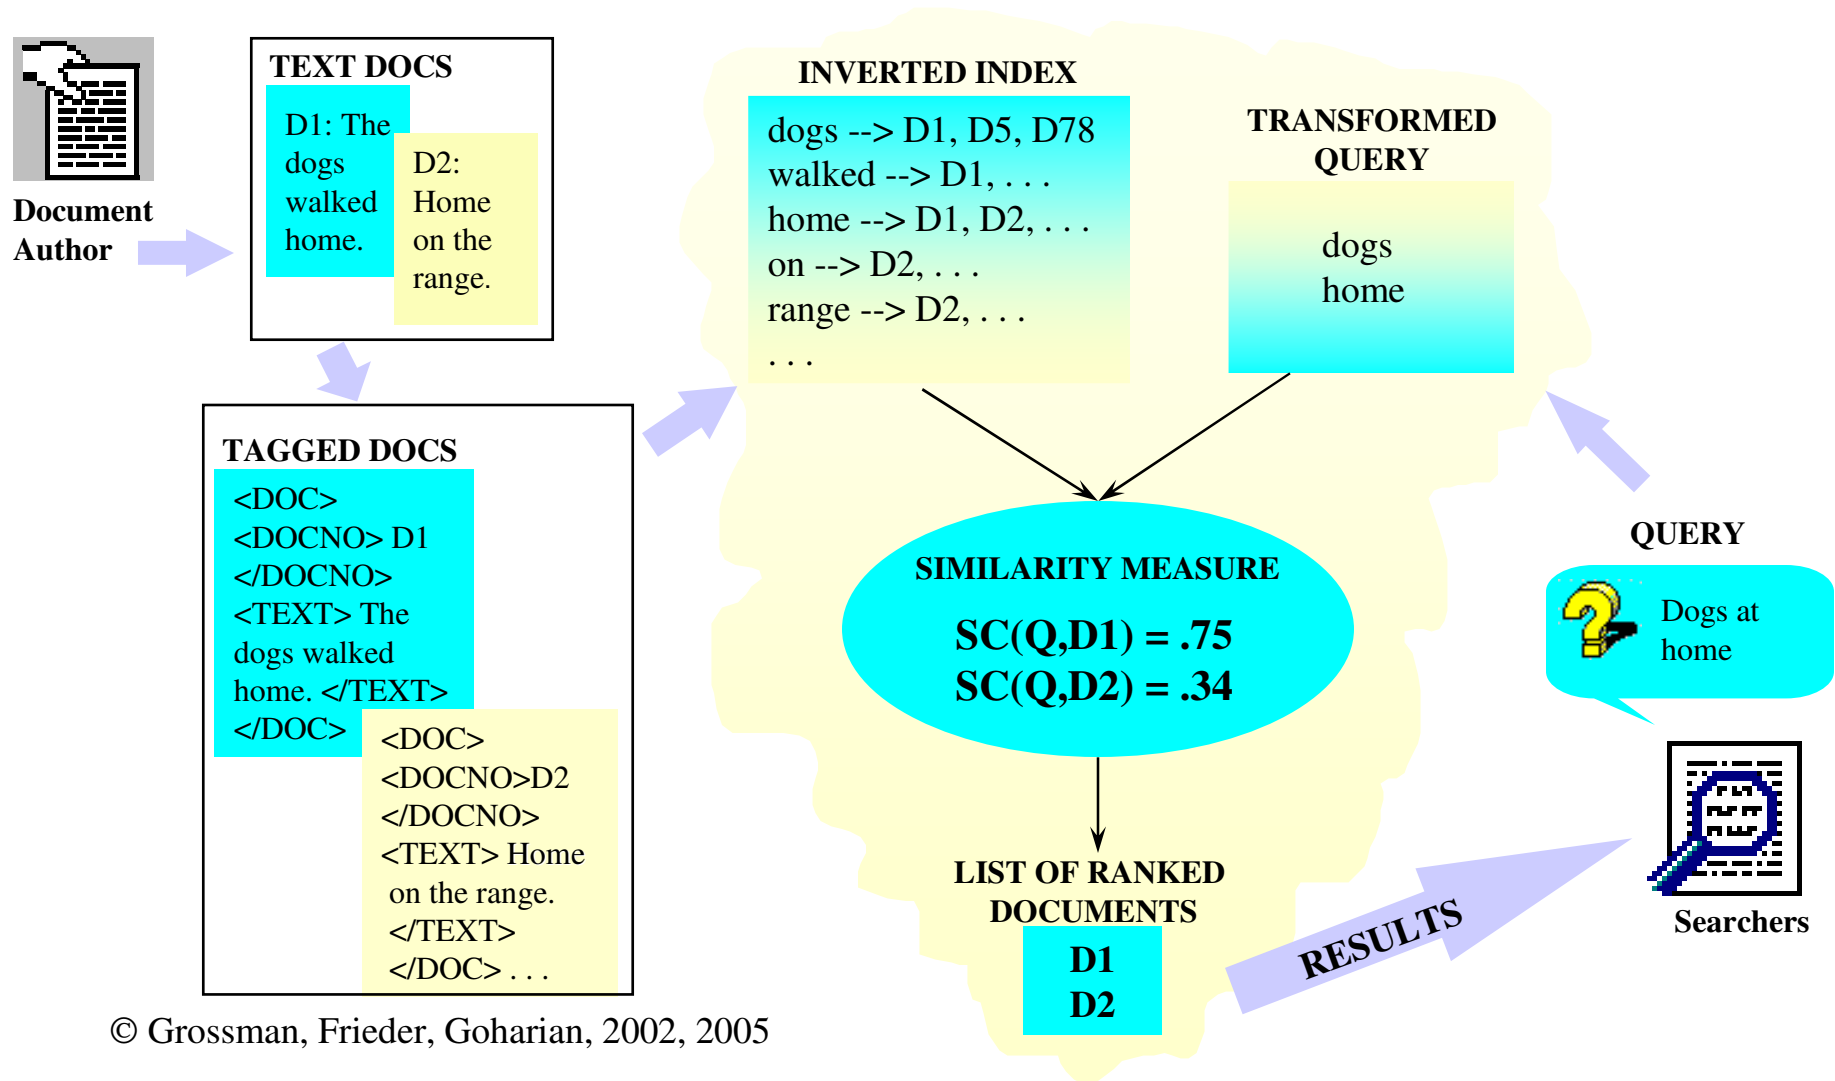 Document
Author
TEXT DOCS
D1: The
dogs
walked
home.
D2:
Home
on the
range.
TAGGED DOCS
<DOC>
<DOCNO> D1
</DOCNO>
<TEXT> The
dogs walked
home. </TEXT>
</DOC>
<DOC>
<DOCNO>D2
</DOCNO>
<TEXT> Home
on the range.
</TEXT>
</DOC> . . .
INVERTED INDEX
dogs --> D1, D5, D78
walked --> D1, . . .
home --> D1, D2, . . .
on --> D2, . . .
range --> D2, . . .
. . .
TRANSFORMED
QUERY
dogs
home
SIMILARITY MEASURE
SC(Q,D1) = .75
SC(Q,D2) = .34
QUERY
Dogs at
home
LIST OF RANKED
DOCUMENTS
D1
D2
RESULTS
Searchers
© Grossman, Frieder, Goharian, 2002, 2005